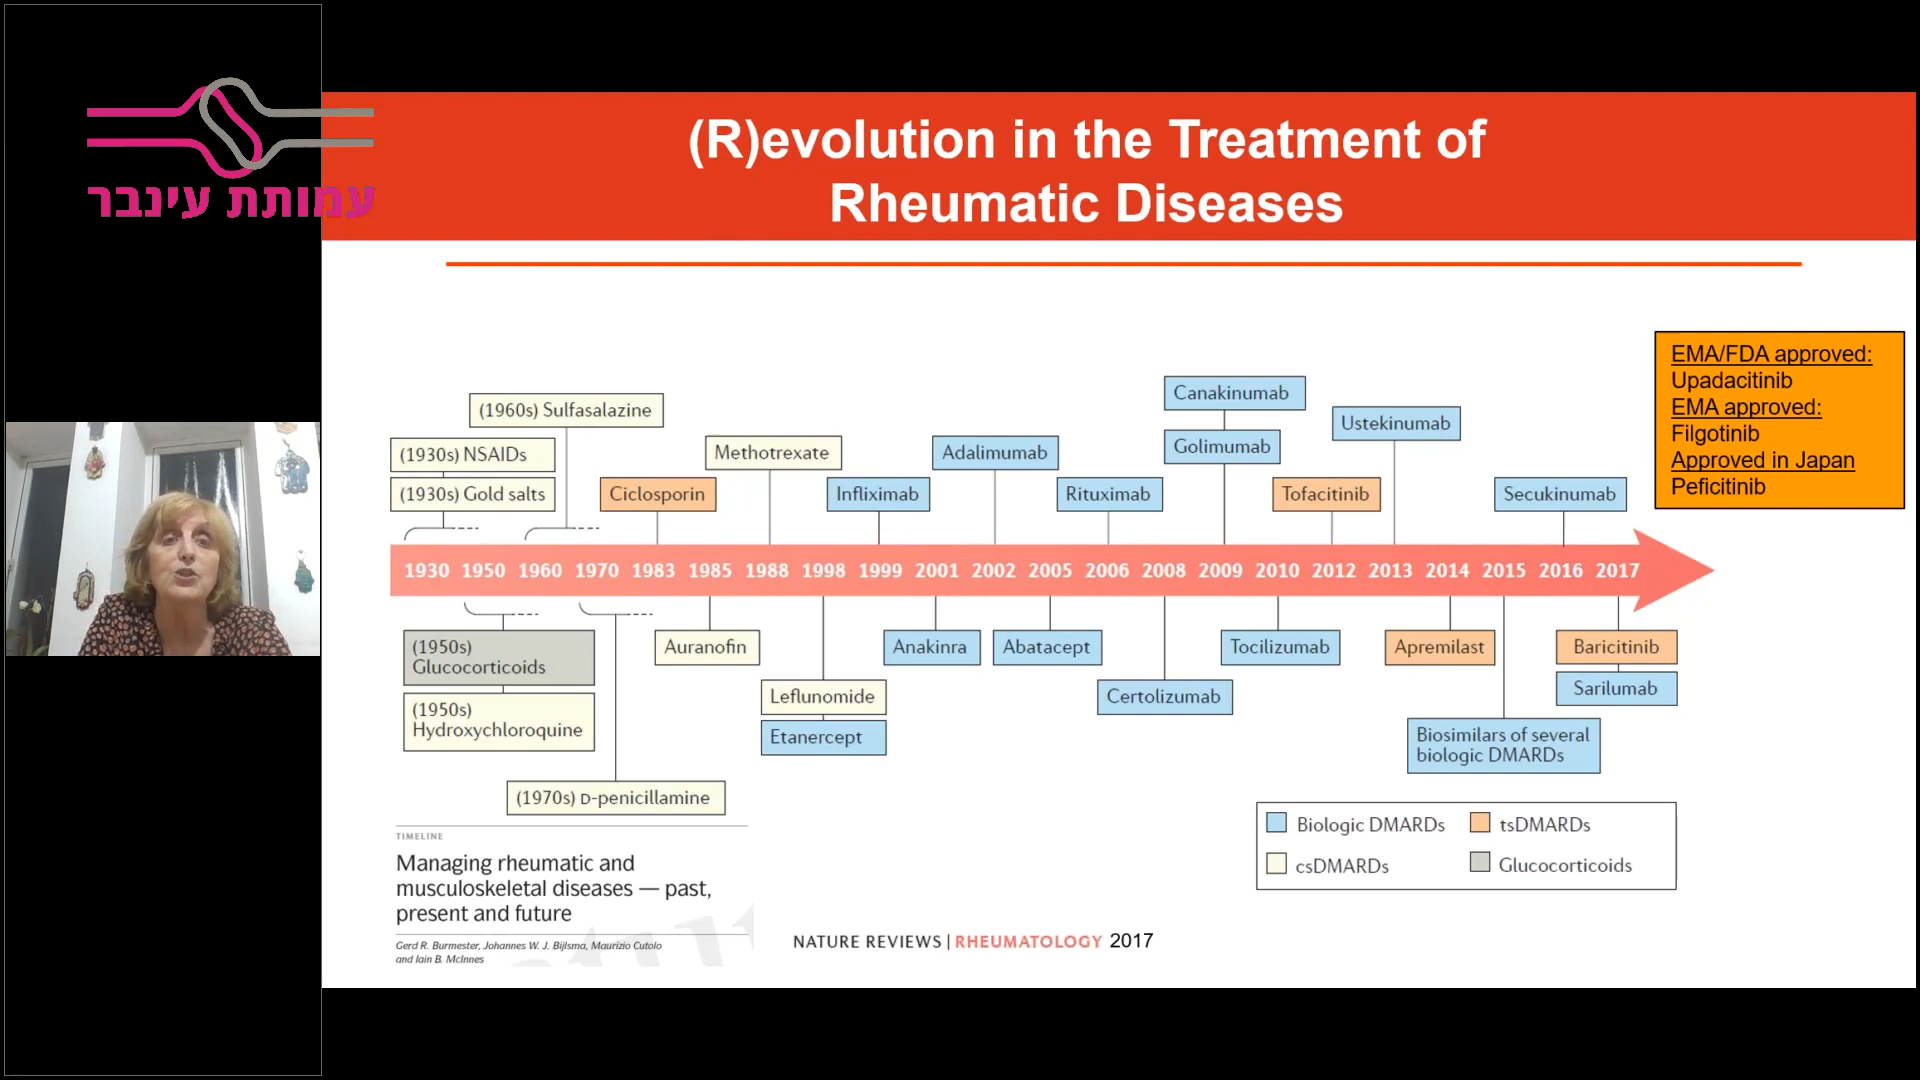 עמותת עינבר
(R)evolution in the Treatment of
Rheumatic Diseases
EMA/FDA approved:
Upadacitinib
EMA approved:
Filgotinib
Approved in Japan
Peficitinib
(1960s) Sulfasalazine
(1930s) NSAIDs
(1930s) Gold salts
Ciclosporin
Methotrexate
Infliximab
Adalimumab
Rituximab
Canakinumab
Golimumab
Tofacitinib
Ustekinumab
Secukinumab
1930 1950 1960 1970 1983 1985 1988 1998 1999 2001 2002 2005 2006 2008 2009 2010 2012 2013 2014 2015 2016 2017
(1950s)
Glucocorticoids
(1950s)
Hydroxychloroquine
(1970s) D-penicillamine
Auranofin
Leflunomide
Etanercept
Anakinra
Abatacept
Certolizumab
Tocilizumab
Apremilast
Biosimilars of several
biologic DMARDs
Baricitinib
Sarilumab
Biologic DMARDs
tsDMARDs
csDMARDs
Glucocorticoids
TIMELINE
Managing rheumatic and
musculoskeletal diseases — past,
present and future
Gerd R. Burmester, Johannes W. J. Bijlsma, Maurizio Cutolo
and Iain B. McInnes
NATURE REVIEWS | RHEUMATOLOGY 2017